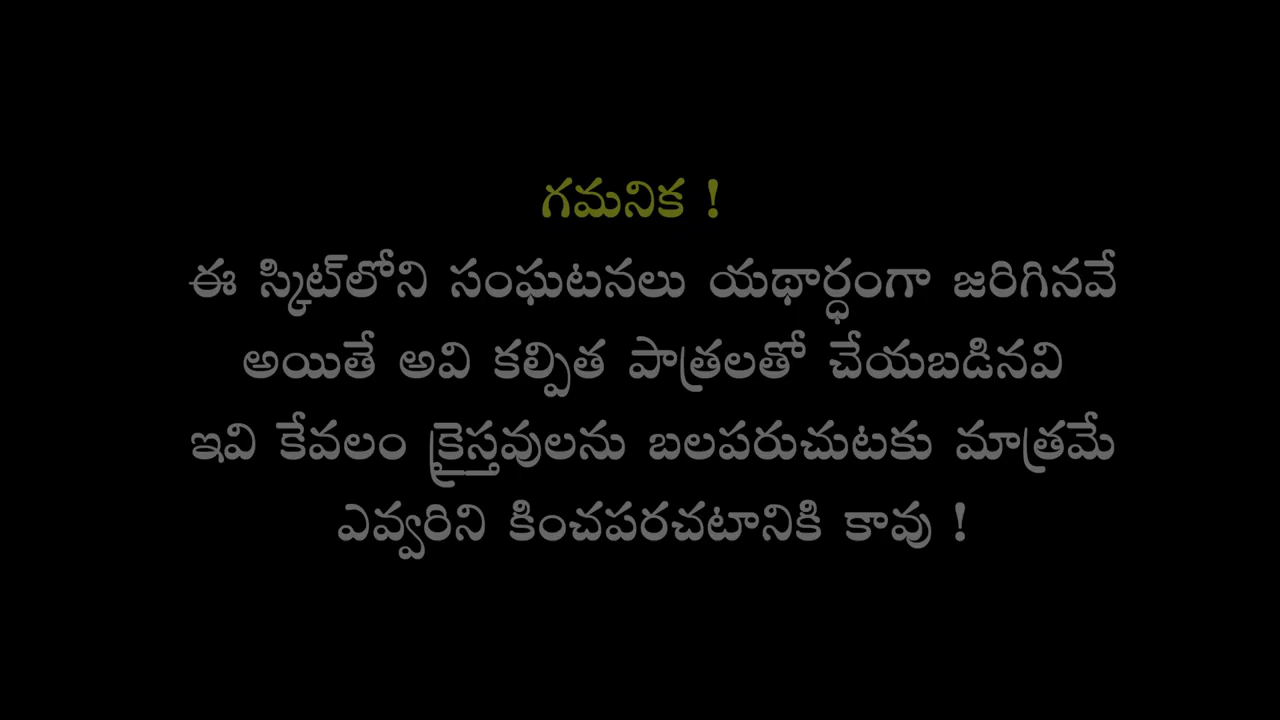 గమనిక !
ఈ స్కిట్‌లోని సంఘటనలు యథార్ధంగా జరిగినవే
అయితే అవి కల్పిత పాత్రలతో చేయబడినవి
ఇవి కేవలం క్రైస్తవులను బలపరుచుటకు మాత్రమే
ఎవ్వరిని కించపరచటానికి కావు !